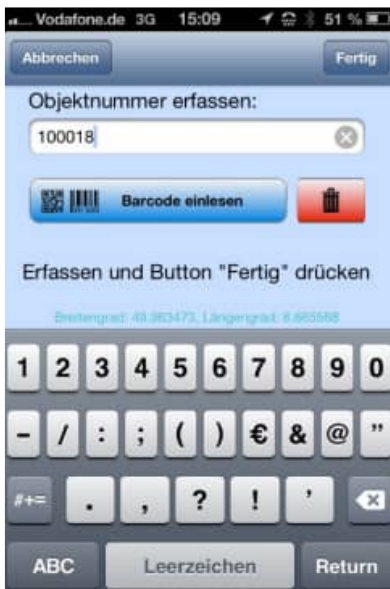 Vodafone.de 3G 15:09 51 %
Abbrechen Fertig
Objektnummer erfassen:
100018
Barcode einlesen
Erfassen und Button "Fertig" drücken
Breitengrad: 49.963473, Längengrad: 8.665568
1 2 3 4 5 6 7 8 9 0
- / : ; ( ) € & @ "
#+= . , ? ! '
ABC Leerzeichen Return